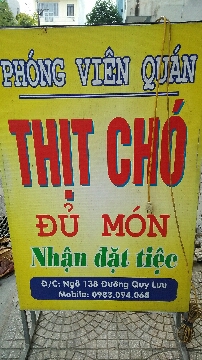 PHÓNG VIÊN QUÁN
THỊT CHÓ
ĐỦ MÓN
Nhận đặt tiệc
Đ/C: Ngõ 138 Đường Quy Lưu
Mobile: 0983.094.068